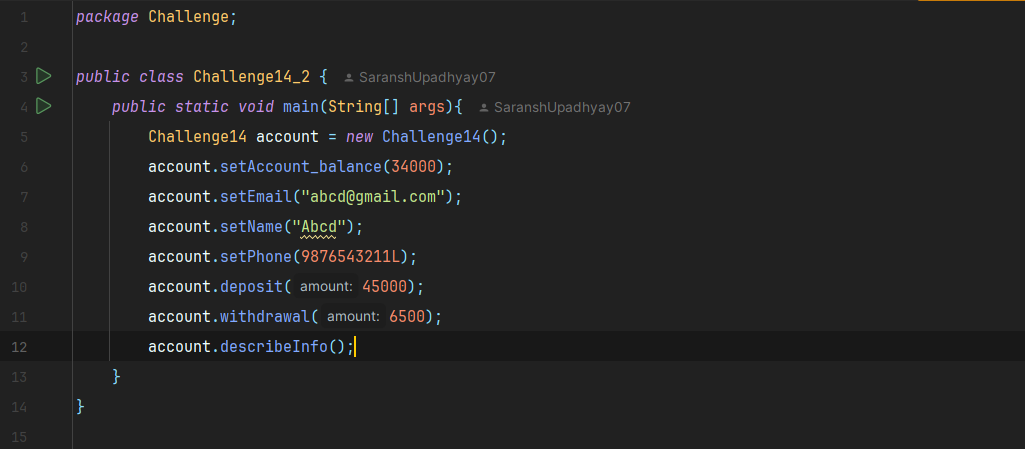 1 package Challenge;
2
3 public class Challenge14_2 { SaranshUpadhyay07
4 public static void main(String[] args){ SaranshUpadhyay07
5 Challenge14 account = new Challenge14();
6 account.setAccount_balance(34000);
7 account.setEmail("abcd@gmail.com");
8 account.setName("Abcd");
9 account.setPhone(9876543211L);
10 account.deposit( amount: 45000);
11 account.withdrawal( amount: 6500);
12 account.describeInfo();
13 }
14 }
15